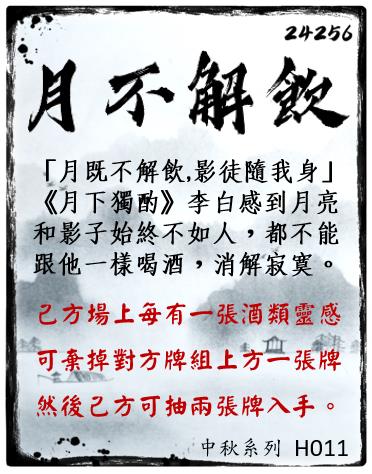 24256
月不解飲
「月既不解飲,影徒隨我身」
《月下獨酌》李白感到月亮
和影子始終不如人，都不能
跟他一樣喝酒，消解寂寞。
己方場上每有一張酒類靈感
可棄掉對方牌組上方一張牌
然後己方可抽兩張牌入手。
中秋系列 H011